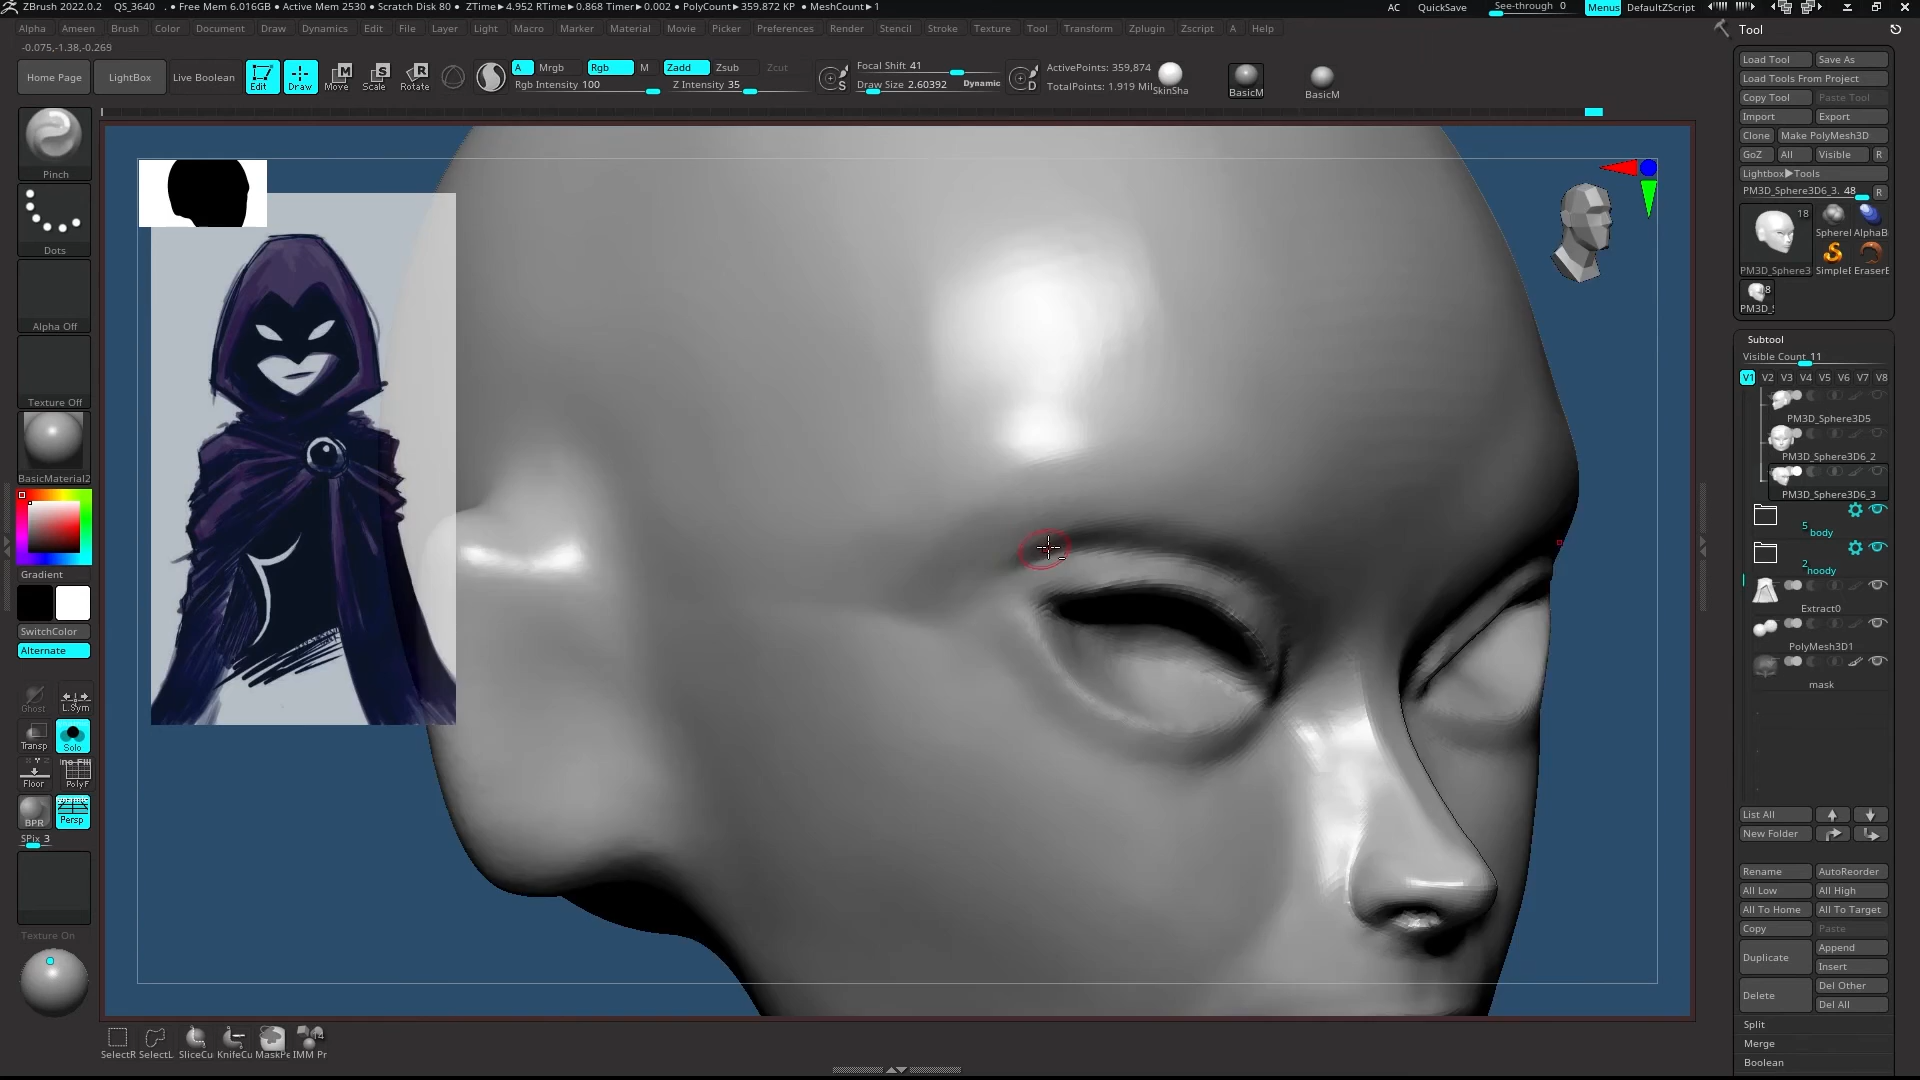 ZBrush 2022.0.2 QS_3640 . • Free Mem 6.016GB • Active Mem 2530 • Scratch Disk 80 • ZTime▸4.952 RTime▸0.868 Timer▸0.002 • PolyCount▸359.872 KP • MeshCount▸1 AC QuickSave See-through 0 Menus DefaultZScript
Alpha Ameen Brush Color Document Draw Dynamics Edit File Layer Light Macro Marker Material Movie Picker Preferences Render Stencil Stroke Texture Tool Transform Zplugin Zscript A Help
-0.075,-1.38,-0.269
Home Page LightBox Live Boolean Edit Draw Move Scale Rotate
A Mrgb Rgb M Zadd Zsub Zcut
Rgb Intensity 100 Z Intensity 35
Focal Shift 41
Draw Size 2.60392 Dynamic
S D
ActivePoints: 359,874
TotalPoints: 1.919 Mil
SkinSha BasicM BasicM
Pinch
Dots
Alpha Off
Texture Off
BasicMaterial2
Gradient
SwitchColor
Alternate
Ghost L.Sym
Transp Solo
Floor PolyF
BPR Persp
SPix 3
Texture On
SelectR SelectL SliceCu KnifeCu MaskPe IMM Pr
14
Tool
Load Tool Save As
Load Tools From Project
Copy Tool Paste Tool
Import Export
Clone Make PolyMesh3D
GoZ All Visible R
Lightbox▸Tools
PM3D_Sphere3D6_3. 48 R
18
PM3D_Sphere3 SimpleB EraserE
SphereI AlphaB
18
PM3D_S
Subtool
Visible Count 11
V1 V2 V3 V4 V5 V6 V7 V8
PM3D_Sphere3D5
PM3D_Sphere3D6_2
PM3D_Sphere3D6_3
5 body
2 noody
Extract0
PolyMesh3D1
mask
List All
New Folder
Rename AutoReorder
All Low All High
All To Home All To Target
Copy Paste
Duplicate Append
Insert
Delete Del Other
Del All
Split
Merge
Boolean